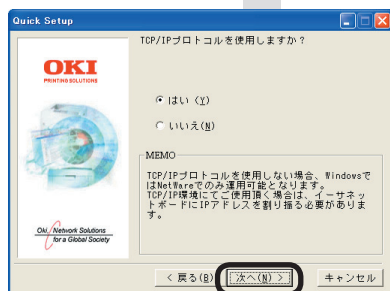 Quick Setup
TCP/IPプロトコルを使用しますか？
OKI
PRINTING SOLUTIONS
はい (Y)
いいえ(N)
MEMO
TCP/IPプロトコルを使用しない場合、Windowsで
はNetWareでのみ運用可能となります。
TCP/IP環境にてご使用頂く場合は、イーサネッ
トボードにIPアドレスを割り振る必要がありま
す。
Oki, Network Solutions
for a Global Society
< 戻る(B)
次へ(N) >
キャンセル